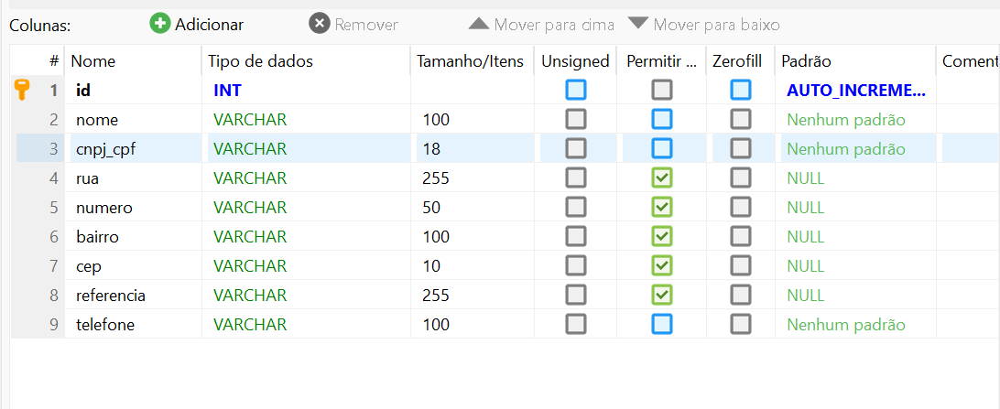 Colunas: Adicionar Remover Mover para cima Mover para baixo
# Nome Tipo de dados Tamanho/Itens Unsigned Permitir ... Zerofill Padrão Coment
1 id INT AUTO_INCREME...
2 nome VARCHAR 100 Nenhum padrão
3 cnpj_cpf VARCHAR 18 Nenhum padrão
4 rua VARCHAR 255 NULL
5 numero VARCHAR 50 NULL
6 bairro VARCHAR 100 NULL
7 cep VARCHAR 10 NULL
8 referencia VARCHAR 255 NULL
9 telefone VARCHAR 100 Nenhum padrão